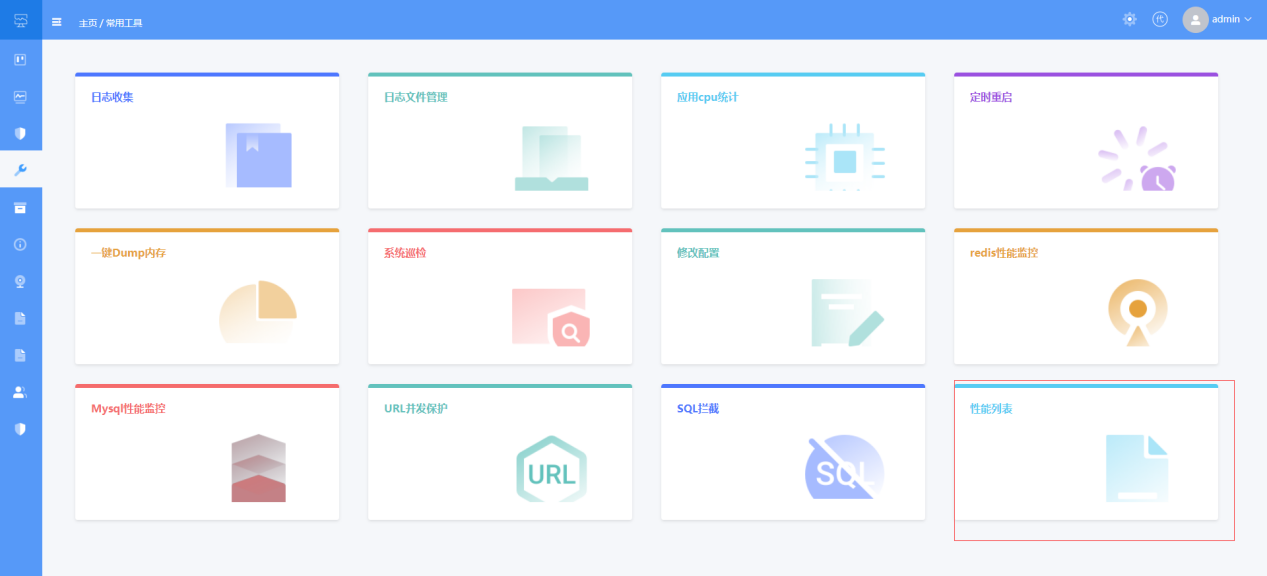 主页 / 常用工具
admin
日志收集
日志文件管理
应用cpu统计
定时重启
一键Dump内存
系统巡检
修改配置
redis性能监控
Mysql性能监控
URL并发保护
SQL拦截
性能列表
URL
SQL